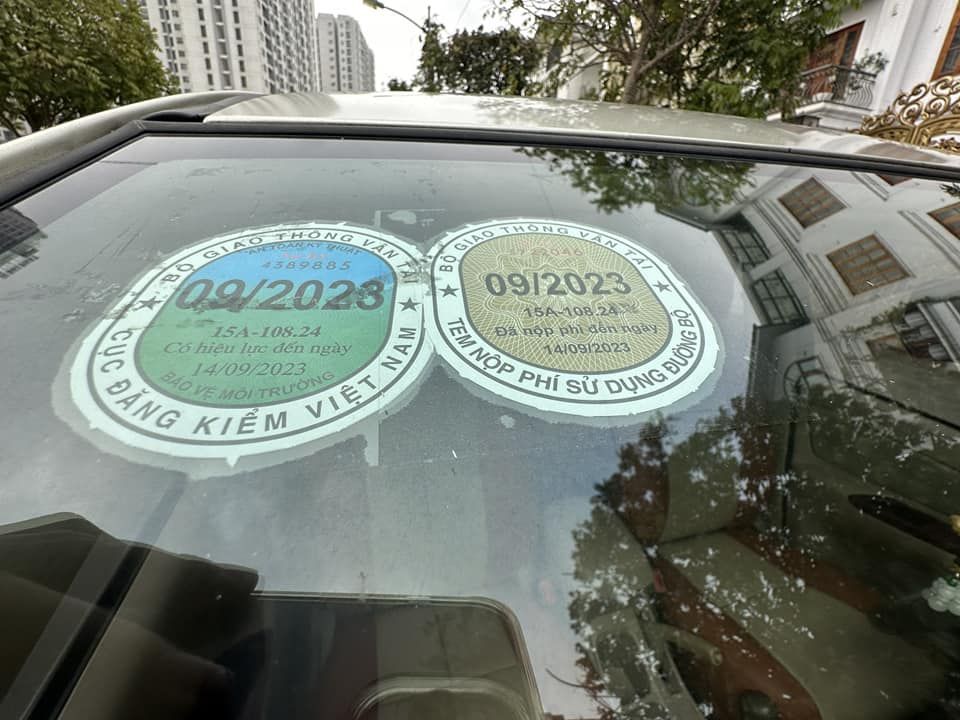 BỘ GIAO THÔNG VẬN TẢI
AN TOÀN KỸ THUẬT
4389885
09/2023
15A-108.24
Có hiệu lực đến ngày
14/09/2023
BẢO VỆ MÔI TRƯỜNG
CỤC ĐĂNG KIỂM VIỆT NAM
BỘ GIAO THÔNG VẬN TẢI
09/2023
15A-108.24
Đã nộp phí đến ngày
14/09/2023
TEM NỘP PHÍ SỬ DỤNG ĐƯỜNG BỘ